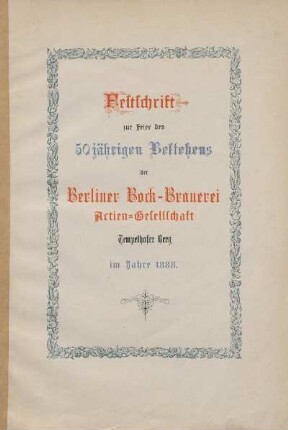 Festschrift
zur Feier des
50jährigen Bestehens
der
Berliner Bock-Brauerei
Actien-Gesellschaft
Tempelhofer Berg
im Jahre 1888.